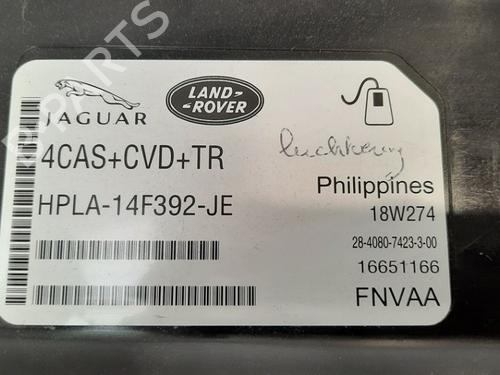 JAGUAR
LAND-
ROVER
4CAS+CVD+TR
HPLA-14F392-JE
Philippines
18W274
28-4080-7423-3-00
16651166
FNVAA